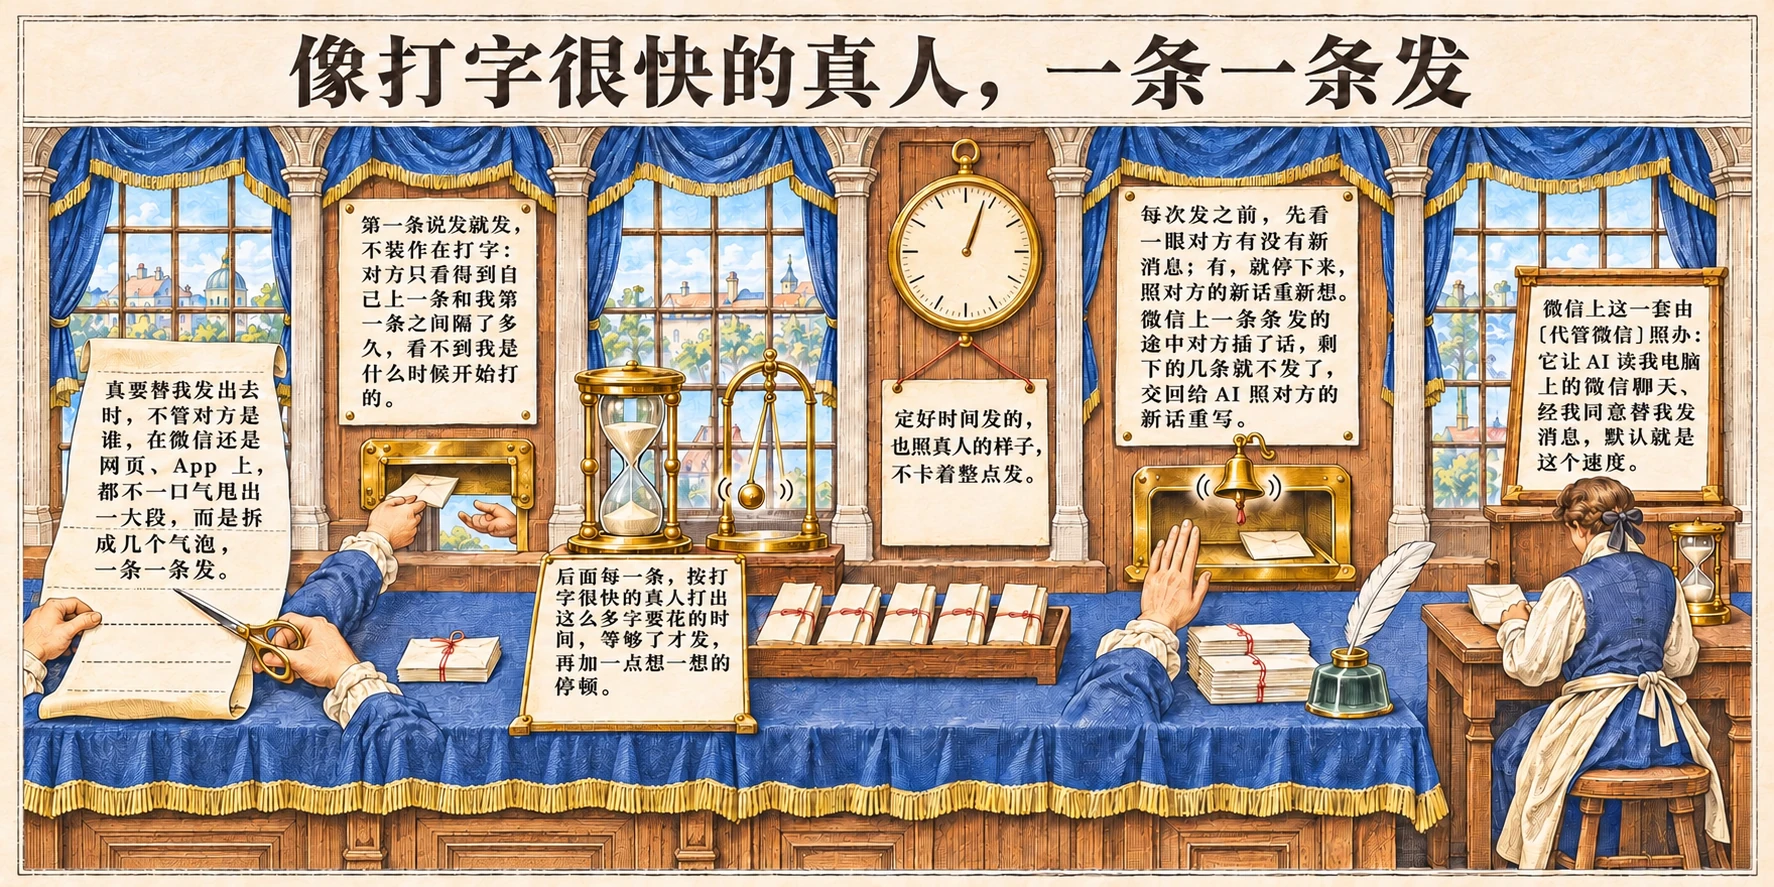 像打字很快的真人，一条一条发
真要替我发出去
时，不管对方是
谁，在微信还是
网页、App 上，
都不一口气甩出
一大段，而是拆
成几个气泡，
一条一条发。
第一条说发就发，
不装作在打字：
对方只看得到自
己上一条和我第
一条之间隔了多
久，看不到我是
什么时候开始打
的。
后面每一条，按打
字很快的真人打出
这么多字要花的时
间，等够了才发，
再加一点想一想的
停顿。
定好时间发的，
也照真人的样子，
不卡着整点发。
每次发之前，先看
一眼对方有没有新
消息；有，就停下来，
照对方的新话重新想。
微信上一条条发的
途中对方插了话，剩
下的几条就不发了，
交回给 AI 照对方的
新话重写。
微信上这一套由
〔代管微信〕照办：
它让 AI 读我电脑
上的微信聊天、
经我同意替我发
消息，默认就是
这个速度。